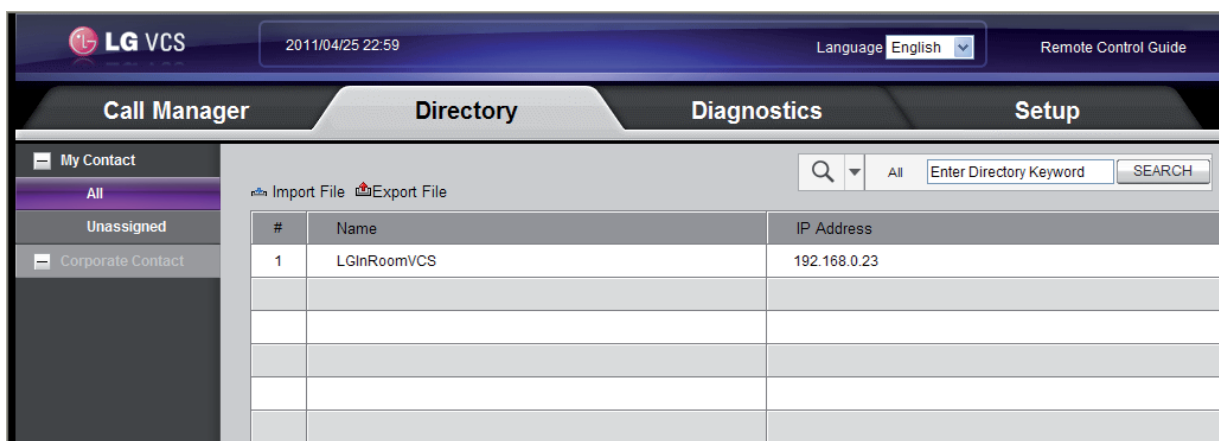 LG VCS 2011/04/25 22:59 Language English Remote Control Guide
Call Manager Directory Diagnostics Setup
My Contact
All
Unassigned
Corporate Contact
All Enter Directory Keyword SEARCH
Import File Export File
# Name IP Address
1 LGInRoomVCS 192.168.0.23